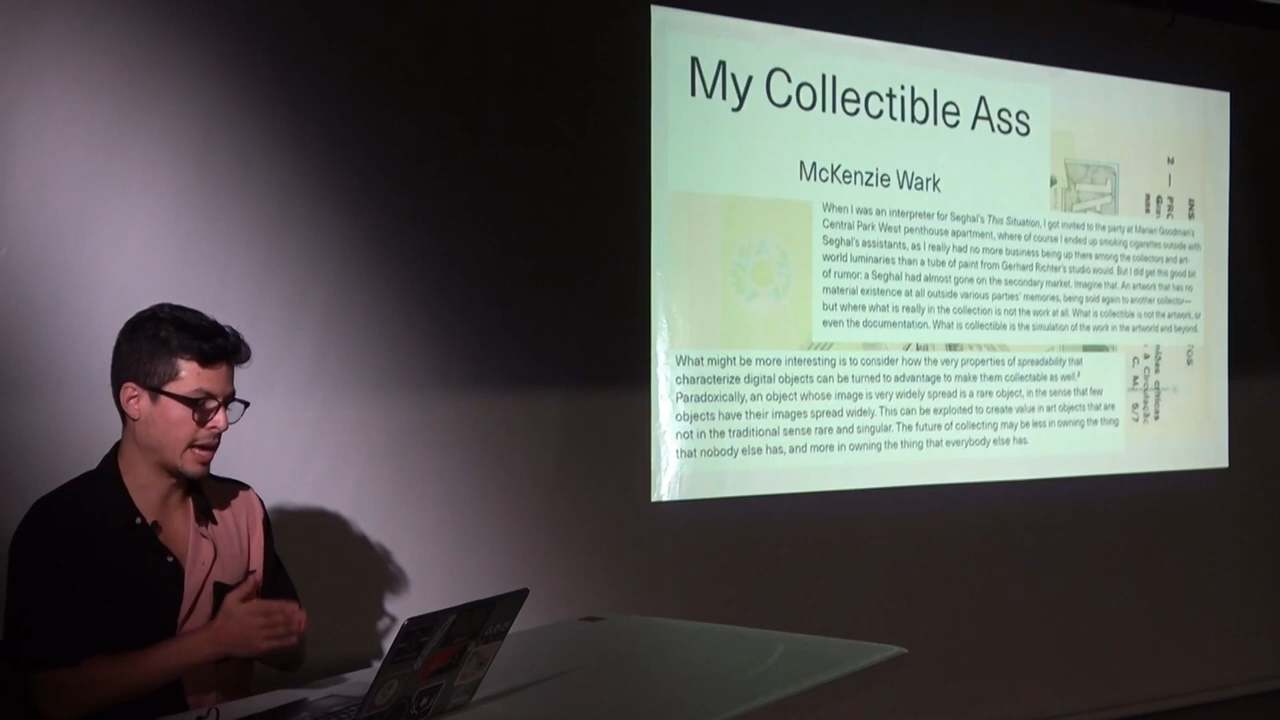 My Collectible Ass
McKenzie Wark
When I was an interpreter for Seghal's This Situation, I got invited to the party at Marian Goodman's
Central Park West penthouse apartment, where of course I ended up smoking cigarettes outside with
Seghal's assistants, as I really had no more business being up there among the collectors and art-
world luminaries than a tube of paint from Gerhard Richter's studio would. But I did get this good bit
of rumor: a Seghal had almost gone on the secondary market. Imagine that. An artwork that has no
material existence at all outside various parties' memories, being sold again to another collector—
but where what is really in the collection is not the work at all. What is collectible is not the artwork, or
even the documentation. What is collectible is the simulation of the work in the artworld and beyond.
What might be more interesting is to consider how the very properties of spreadability that
characterize digital objects can be turned to advantage to make them collectable as well.
Paradoxically, an object whose image is very widely spread is a rare object, in the sense that few
objects have their images spread widely. This can be exploited to create value in art objects that are
not in the traditional sense rare and singular. The future of collecting may be less in owning the thing
that nobody else has, and more in owning the thing that everybody else has.
INS
2 — PRO
TOS
C. M. 5/7